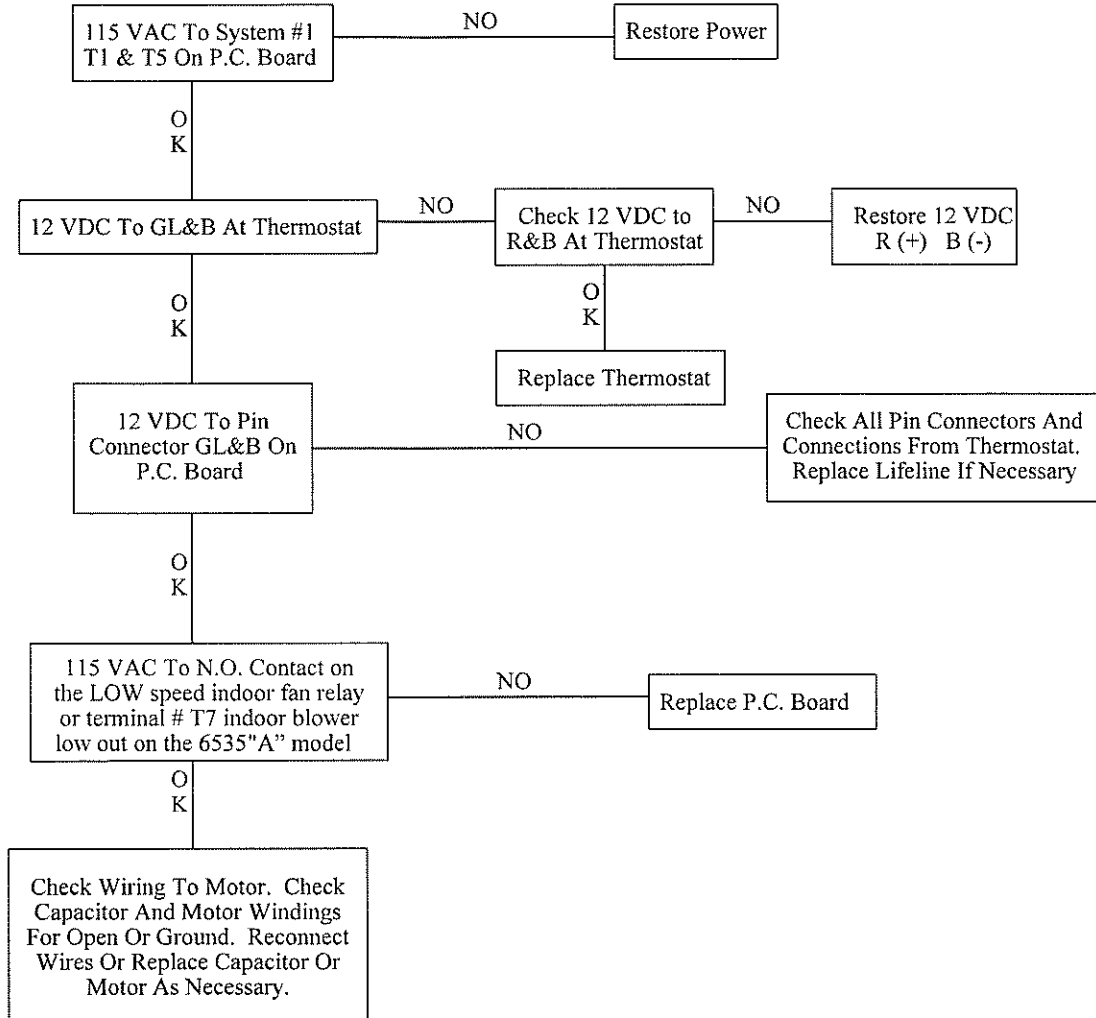 115 VAC To System #1
T1 & T5 On P.C. Board
NO
Restore Power
O
K
12 VDC To GL&B At Thermostat
NO
Check 12 VDC to
R&B At Thermostat
NO
Restore 12 VDC
R (+) B (-)
O
K
O
K
Replace Thermostat
12 VDC To Pin
Connector GL&B On
P.C. Board
NO
Check All Pin Connectors And
Connections From Thermostat.
Replace Lifeline If Necessary
O
K
115 VAC To N.O. Contact on
the LOW speed indoor fan relay
or terminal # T7 indoor blower
low out on the 6535"A” model
NO
Replace P.C. Board
O
K
Check Wiring To Motor. Check
Capacitor And Motor Windings
For Open Or Ground. Reconnect
Wires Or Replace Capacitor Or
Motor As Necessary.